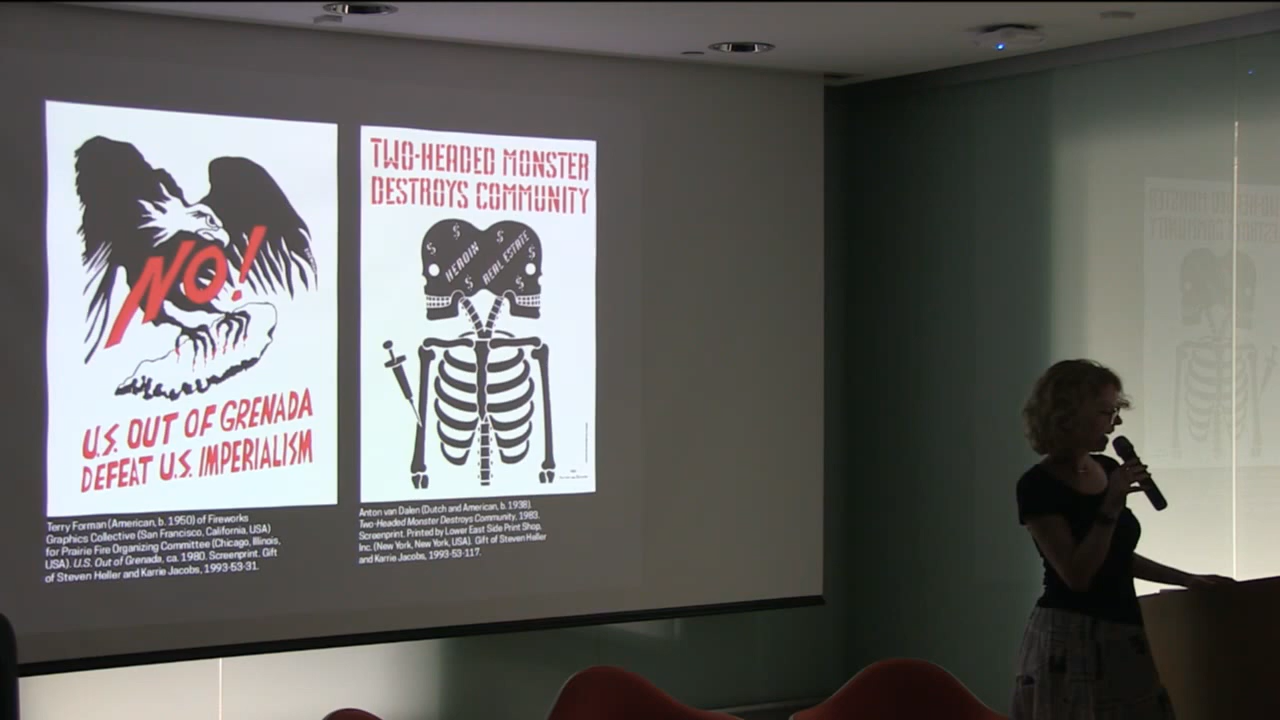 NO!
U.S. OUT OF GRENADA
DEFEAT U.S. IMPERIALISM
Terry Forman (American, b. 1950) of Fireworks
Graphics Collective (San Francisco, California, USA)
for Prairie Fire Organizing Committee (Chicago, Illinois,
USA). U.S. Out of Grenada, ca. 1980. Screenprint. Gift
of Steven Heller and Karrie Jacobs, 1993-53-31.
TWO-HEADED MONSTER
DESTROYS COMMUNITY
$ $ $ $
HEROIN
REAL ESTATE
$ $ $
Anton van Dalen (Dutch and American, b. 1938).
Two-Headed Monster Destroys Community, 1983.
Screenprint. Printed by Lower East Side Print Shop,
Inc. (New York, New York, USA). Gift of Steven Heller
and Karrie Jacobs, 1993-53-117.